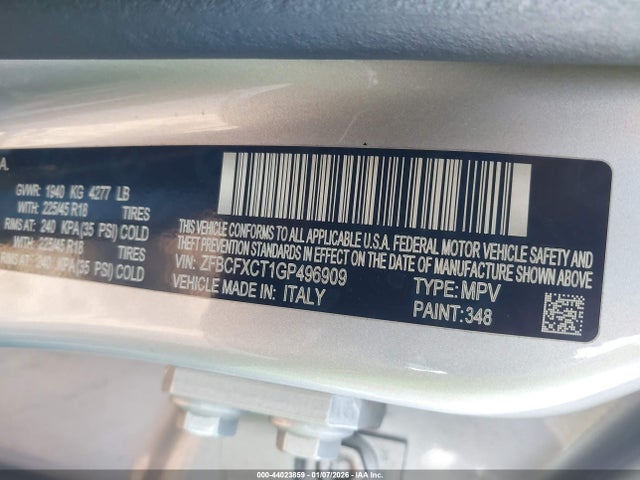 A.
GVWR: 1940 KG 4277 LB
WITH: 225/45 R18 TIRES
RIMS AT: 240 KPA(35 PSI) COLD
WITH: 225/45 R18 TIRES
RIMS AT: 240 KPA(35 PSI) COLD
THIS VEHICLE CONFORMS TO ALL APPLICABLE U.S.A. FEDERAL MOTOR VEHICLE SAFETY AND
THEFT PREVENTION STANDARDS IN EFFECT ON THE DATE OF MANUFACTURE SHOWN ABOVE
VIN: ZFBCFXCT1GP496909 TYPE: MPV
VEHICLE MADE IN: ITALY PAINT: 348
000-44023859 - 01/07/2026 - IAAI.COM